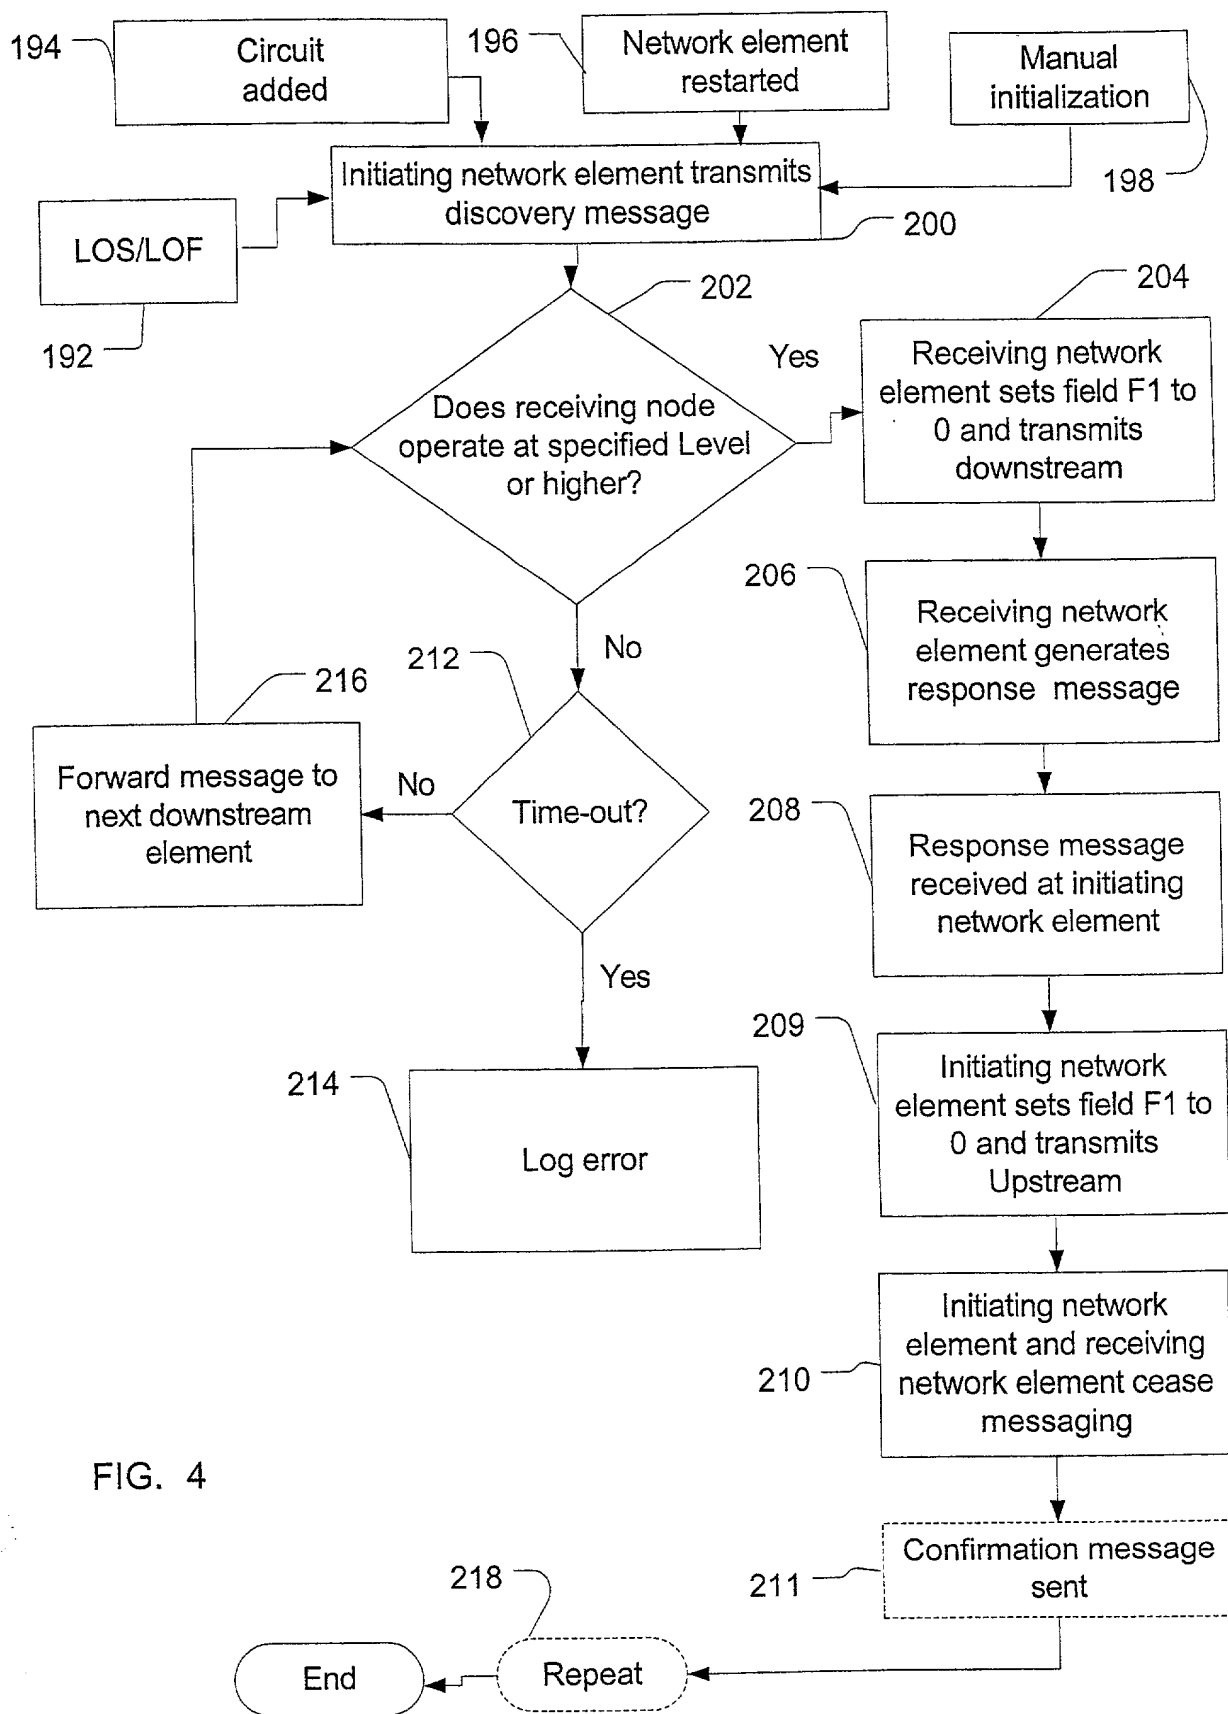 194
Circuit
added
196
Network element
restarted
Manual
initialization
198
Initiating network element transmits
discovery message
200
LOS/LOF
192
202
204
Does receiving node
operate at specified Level
or higher?
Yes
Receiving network
element sets field F1 to
0 and transmits
downstream
No
206
Receiving network
element generates
response message
212
216
Forward message to
next downstream
element
No
Time-out?
208
Response message
received at initiating
network element
Yes
209
Initiating network
element sets field F1 to
0 and transmits
Upstream
214
Log error
210
Initiating network
element and receiving
network element cease
messaging
FIG. 4
211
Confirmation message
sent
218
End
Repeat